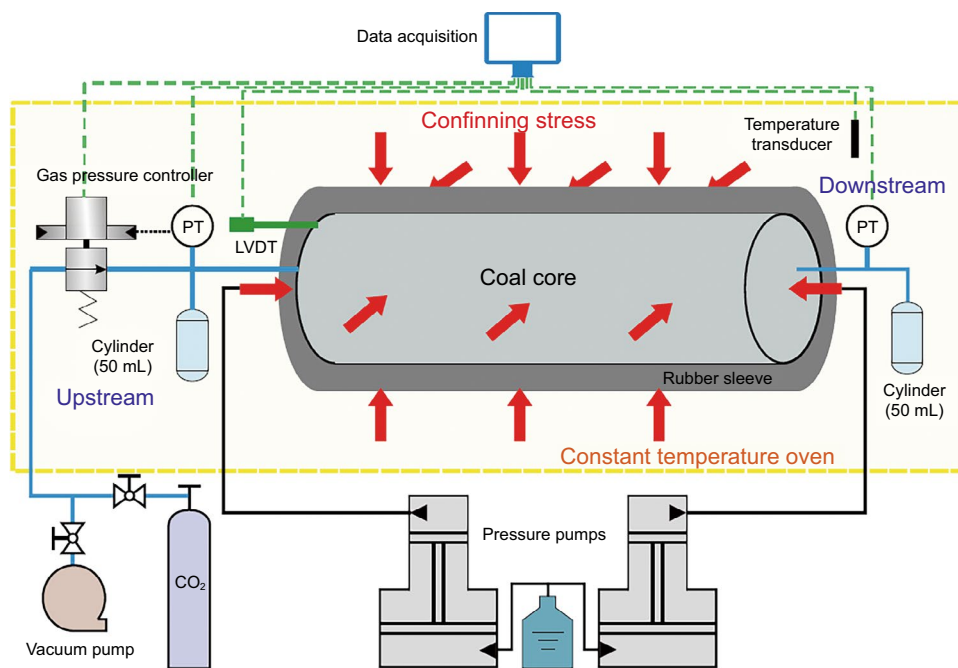 Data acquisition
Confinning stress
Temperature
transducer
Gas pressure controller
Downstream
PT
PT
LVDT
Coal core
Cylinder
(50 mL)
Rubber sleeve
Upstream
Cylinder
(50 mL)
Constant temperature oven
Pressure pumps
CO₂
Vacuum pump